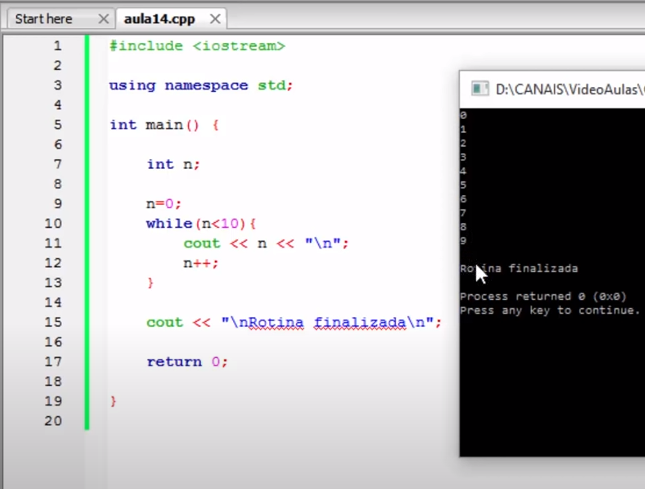 Start here
aula14.cpp
1 #include <iostream>
2
3 using namespace std;
4
5 int main() {
6
7 int n;
8
9 n=0;
10 while(n<10){
11 cout << n << "\n";
12 n++;
13 }
14
15 cout << "\nRotina finalizada\n";
16
17 return 0;
18
19 }
20
D:\CANAIS\VideoAulas\
0
1
2
3
4
5
6
7
8
9
Rotina finalizada
Process returned 0 (0x0)
Press any key to continue.